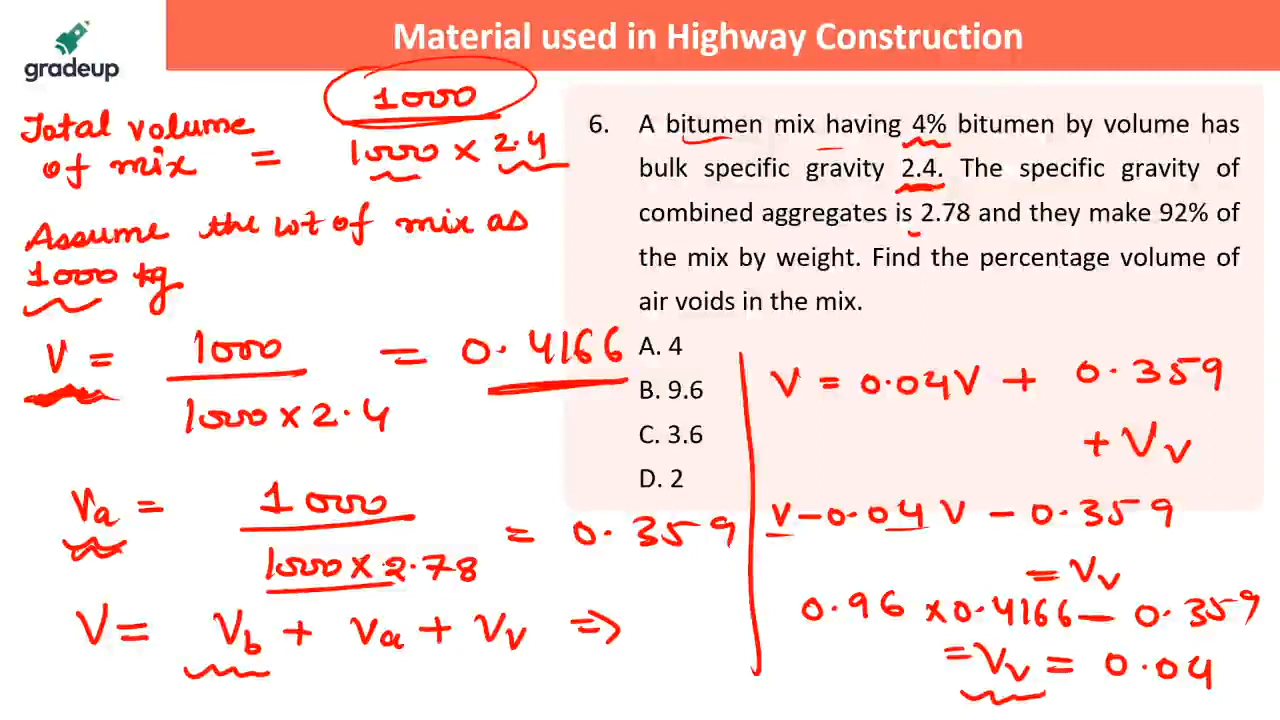 Material used in Highway Construction
gradeup
Total volume of mix = 1000 / 1000 × 2.4
Assume the wt of mix as
1000 kg
V = 1000 / 1000 × 2.4 = 0.4166
Va = 1000 / 1000 × 2.78 = 0.359
V = Vb + Va + Vv ⇒
6. A bitumen mix having 4% bitumen by volume has
bulk specific gravity 2.4. The specific gravity of
combined aggregates is 2.78 and they make 92% of
the mix by weight. Find the percentage volume of
air voids in the mix.
A. 4
B. 9.6
C. 3.6
D. 2
V = 0.04V + 0.359
+ Vv
V - 0.04V - 0.359
= Vv
0.96 × 0.4166 - 0.359
= Vv = 0.04